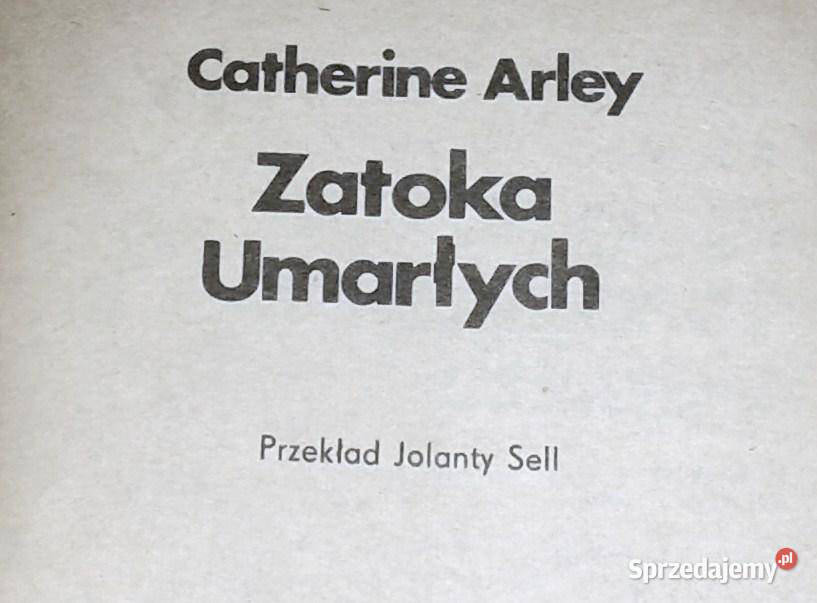 Catherine Arley
Zatoka
Umarłych
Przekład Jolanty Sell
Sprzedajemy.pl